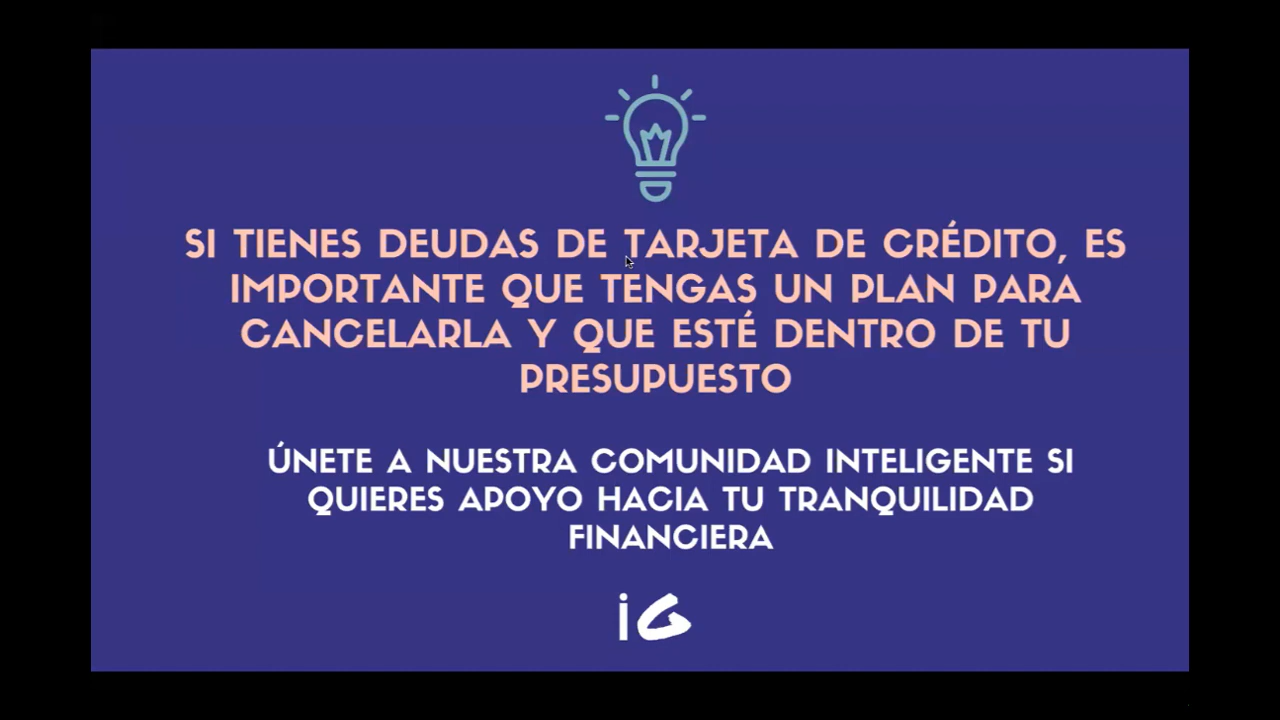 SI TIENES DEUDAS DE TARJETA DE CRÉDITO, ES
IMPORTANTE QUE TENGAS UN PLAN PARA
CANCELARLA Y QUE ESTÉ DENTRO DE TU
PRESUPUESTO
ÚNETE A NUESTRA COMUNIDAD INTELIGENTE SI
QUIERES APOYO HACIA TU TRANQUILIDAD
FINANCIERA
iG